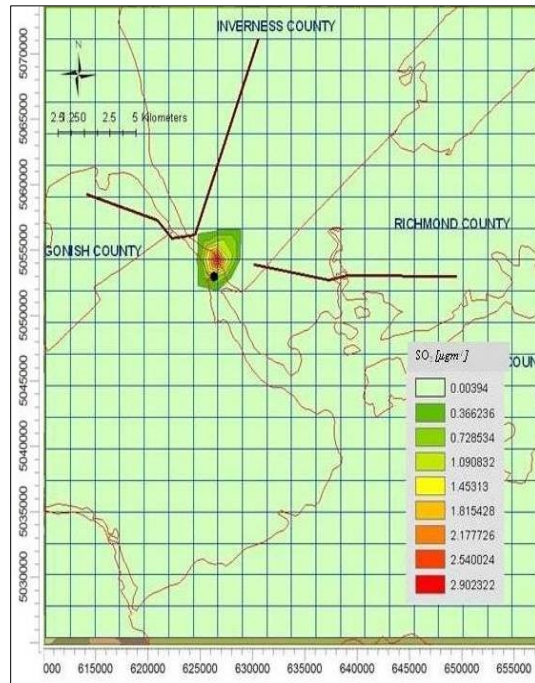 INVERNESS COUNTY
N
2.5 1.25 0 2.5 5 Kilometers
RICHMOND COUNTY
GONISH COUNTY
COUN
SO₂ [µgm⁻³]
0.00394
0.366236
0.728534
1.090832
1.45313
1.815428
2.177726
2.540024
2.902322
5070000
5065000
5060000
5055000
5050000
5045000
5040000
5035000
5030000
000 615000 620000 625000 630000 635000 640000 645000 650000 655000